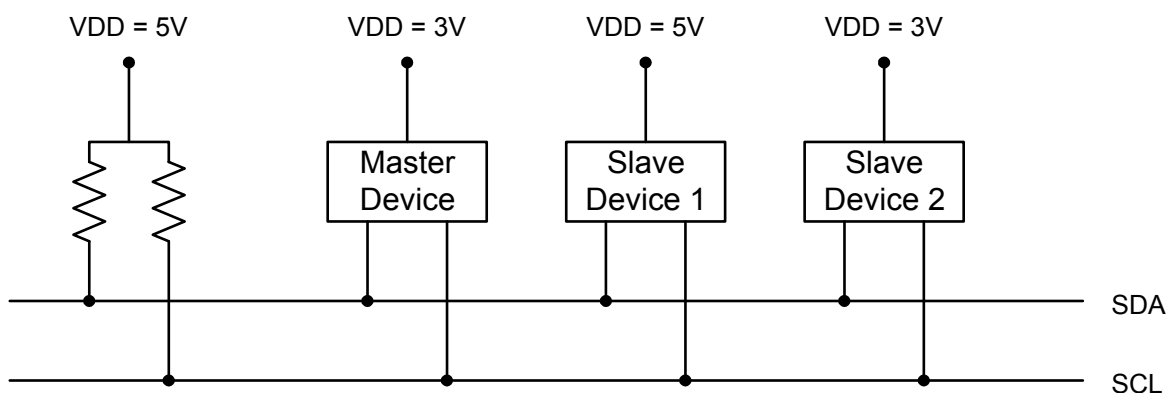 VDD = 5V
VDD = 3V
VDD = 5V
VDD = 3V
Master
Device
Slave
Device 1
Slave
Device 2
SDA
SCL